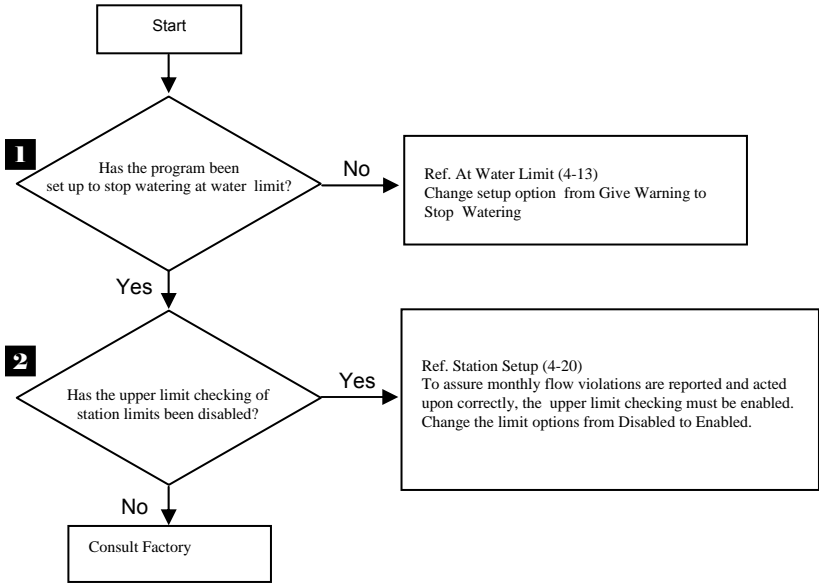 Start
1
Has the program been
set up to stop watering at water limit?
No
Ref. At Water Limit (4-13)
Change setup option from Give Warning to
Stop Watering
Yes
2
Has the upper limit checking of
station limits been disabled?
Yes
Ref. Station Setup (4-20)
To assure monthly flow violations are reported and acted
upon correctly, the upper limit checking must be enabled.
Change the limit options from Disabled to Enabled.
No
Consult Factory